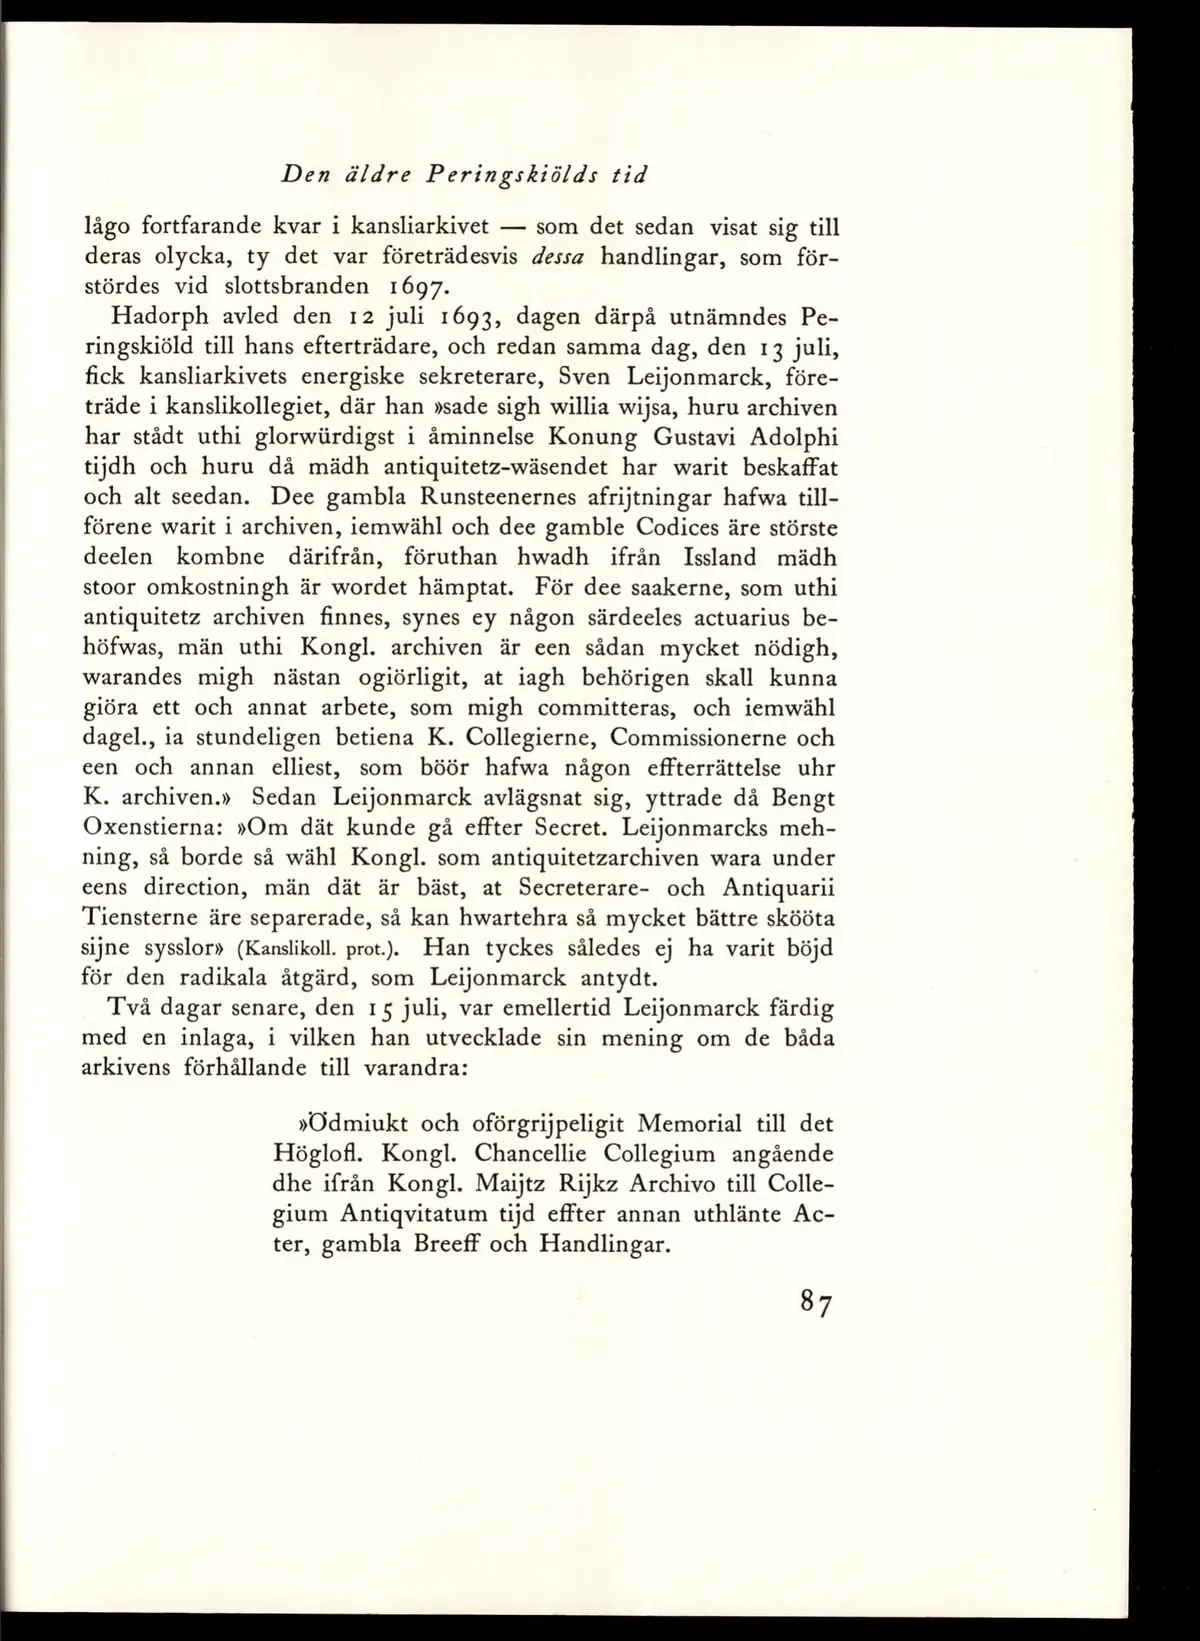 Den äldre Peringskiölds tid
lågo fortfarande kvar i kansliarkivet — som det sedan visat sig till
deras olycka, ty det var företrädesvis dessa handlingar, som för-
stördes vid slottsbranden 1697.
Hadorph avled den 12 juli 1693, dagen därpå utnämndes Pe-
ringskiöld till hans efterträdare, och redan samma dag, den 13 juli,
fick kansliarkivets energiske sekreterare, Sven Leijonmarck, före-
träde i kanslikollegiet, där han »sade sigh willia wijsa, huru archiven
har stådt uthi glorwürdigst i åminnelse Konung Gustavi Adolphi
tijdh och huru då mädh antiquitetz-wäsendet har warit beskaffat
och alt seedan. Dee gambla Runsteenernes afrijtningar hafwa till-
förene warit i archiven, iemwähl och dee gamble Codices äre störste
deelen kombne därifrån, föruthan hwadh ifrån Issland mädh
stoor omkostningh är wordet hämptat. För dee saakerne, som uthi
antiquitetz archiven finnes, synes ey någon särdeeles actuarius be-
höfwas, män uthi Kongl. archiven är een sådan mycket nödigh,
warandes migh nästan ogiörligit, at iagh behörigen skall kunna
giöra ett och annat arbete, som migh committeras, och iemwähl
dagel., ia stundeligen betiena K. Collegierne, Commissionerne och
een och annan elliest, som böör hafwa någon effterrättelse uhr
K. archiven.» Sedan Leijonmarck avlägsnat sig, yttrade då Bengt
Oxenstierna: »Om dät kunde gå effter Secret. Leijonmarcks meh-
ning, så borde så wähl Kongl. som antiquitetzarchiven wara under
eens direction, män dät är bäst, at Secreterare- och Antiquarii
Tiensterne äre separerade, så kan hwartehra så mycket bättre skööta
sijne sysslor» (Kanslikoll. prot.). Han tyckes således ej ha varit böjd
för den radikala åtgärd, som Leijonmarck antydt.
Två dagar senare, den 15 juli, var emellertid Leijonmarck färdig
med en inlaga, i vilken han utvecklade sin mening om de båda
arkivens förhållande till varandra:
»Ödmiukt och oförgrijpeligit Memorial till det
Höglofl. Kongl. Chancellie Collegium angående
dhe ifrån Kongl. Maijtz Rijkz Archivo till Colle-
gium Antiqvitatum tijd effter annan uthlänte Ac-
ter, gambla Breeff och Handlingar.
87